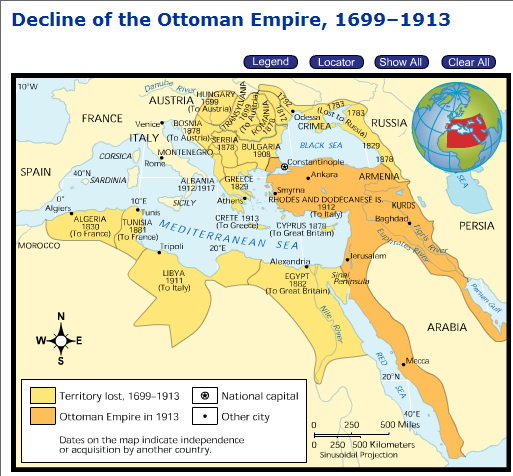 Decline of the Ottoman Empire, 1699–1913
Legend Locator Show All Clear All
10°W
Danube River
AUSTRIA
HUNGARY
1699
(To Austria)
TRANSYLVANIA
1699
(To Austria)
ROMANIA
1878
1792
1812
Odessa
1783
(Lost to Russia)
1783
CRIMEA
RUSSIA
1829
1878
FRANCE
Venice
BOSNIA
1878
(To Austria)
SERBIA
1878
BULGARIA
1908
BLACK SEA
ITALY
MONTENEGRO
CORSICA
Rome
Constantinople
Ankara
ARMENIA
SEA
SPAIN
40°N
SARDINIA
ALBANIA
1912/1917
GREECE
1829
Smyrna
RHODES AND DODECANESE IS.
1912
(To Italy)
KURDS
PERSIA
0°
Algiers
10°E
Tunis
SICILY
Athens
CRETE 1913
(To Greece)
CYPRUS 1878
(To Great Britain)
Baghdad
Tigris River
Euphrates River
ALGERIA
1830
(To France)
TUNISIA
1881
(To France)
MEDITERRANEAN SEA
MOROCCO
Tripoli
20°E
Alexandria
Jerusalem
LIBYA
1911
(To Italy)
EGYPT
1882
(To Great Britain)
Sinai
Peninsula
Persian Gulf
Nile River
ARABIA
N
W E
S
RED SEA
Mecca
20°N
40°E
Territory lost, 1699–1913
National capital
Ottoman Empire in 1913
Other city
Dates on the map indicate independence
or acquisition by another country.
0 500 Miles
0 500 Kilometers
Sinusoidal Projection